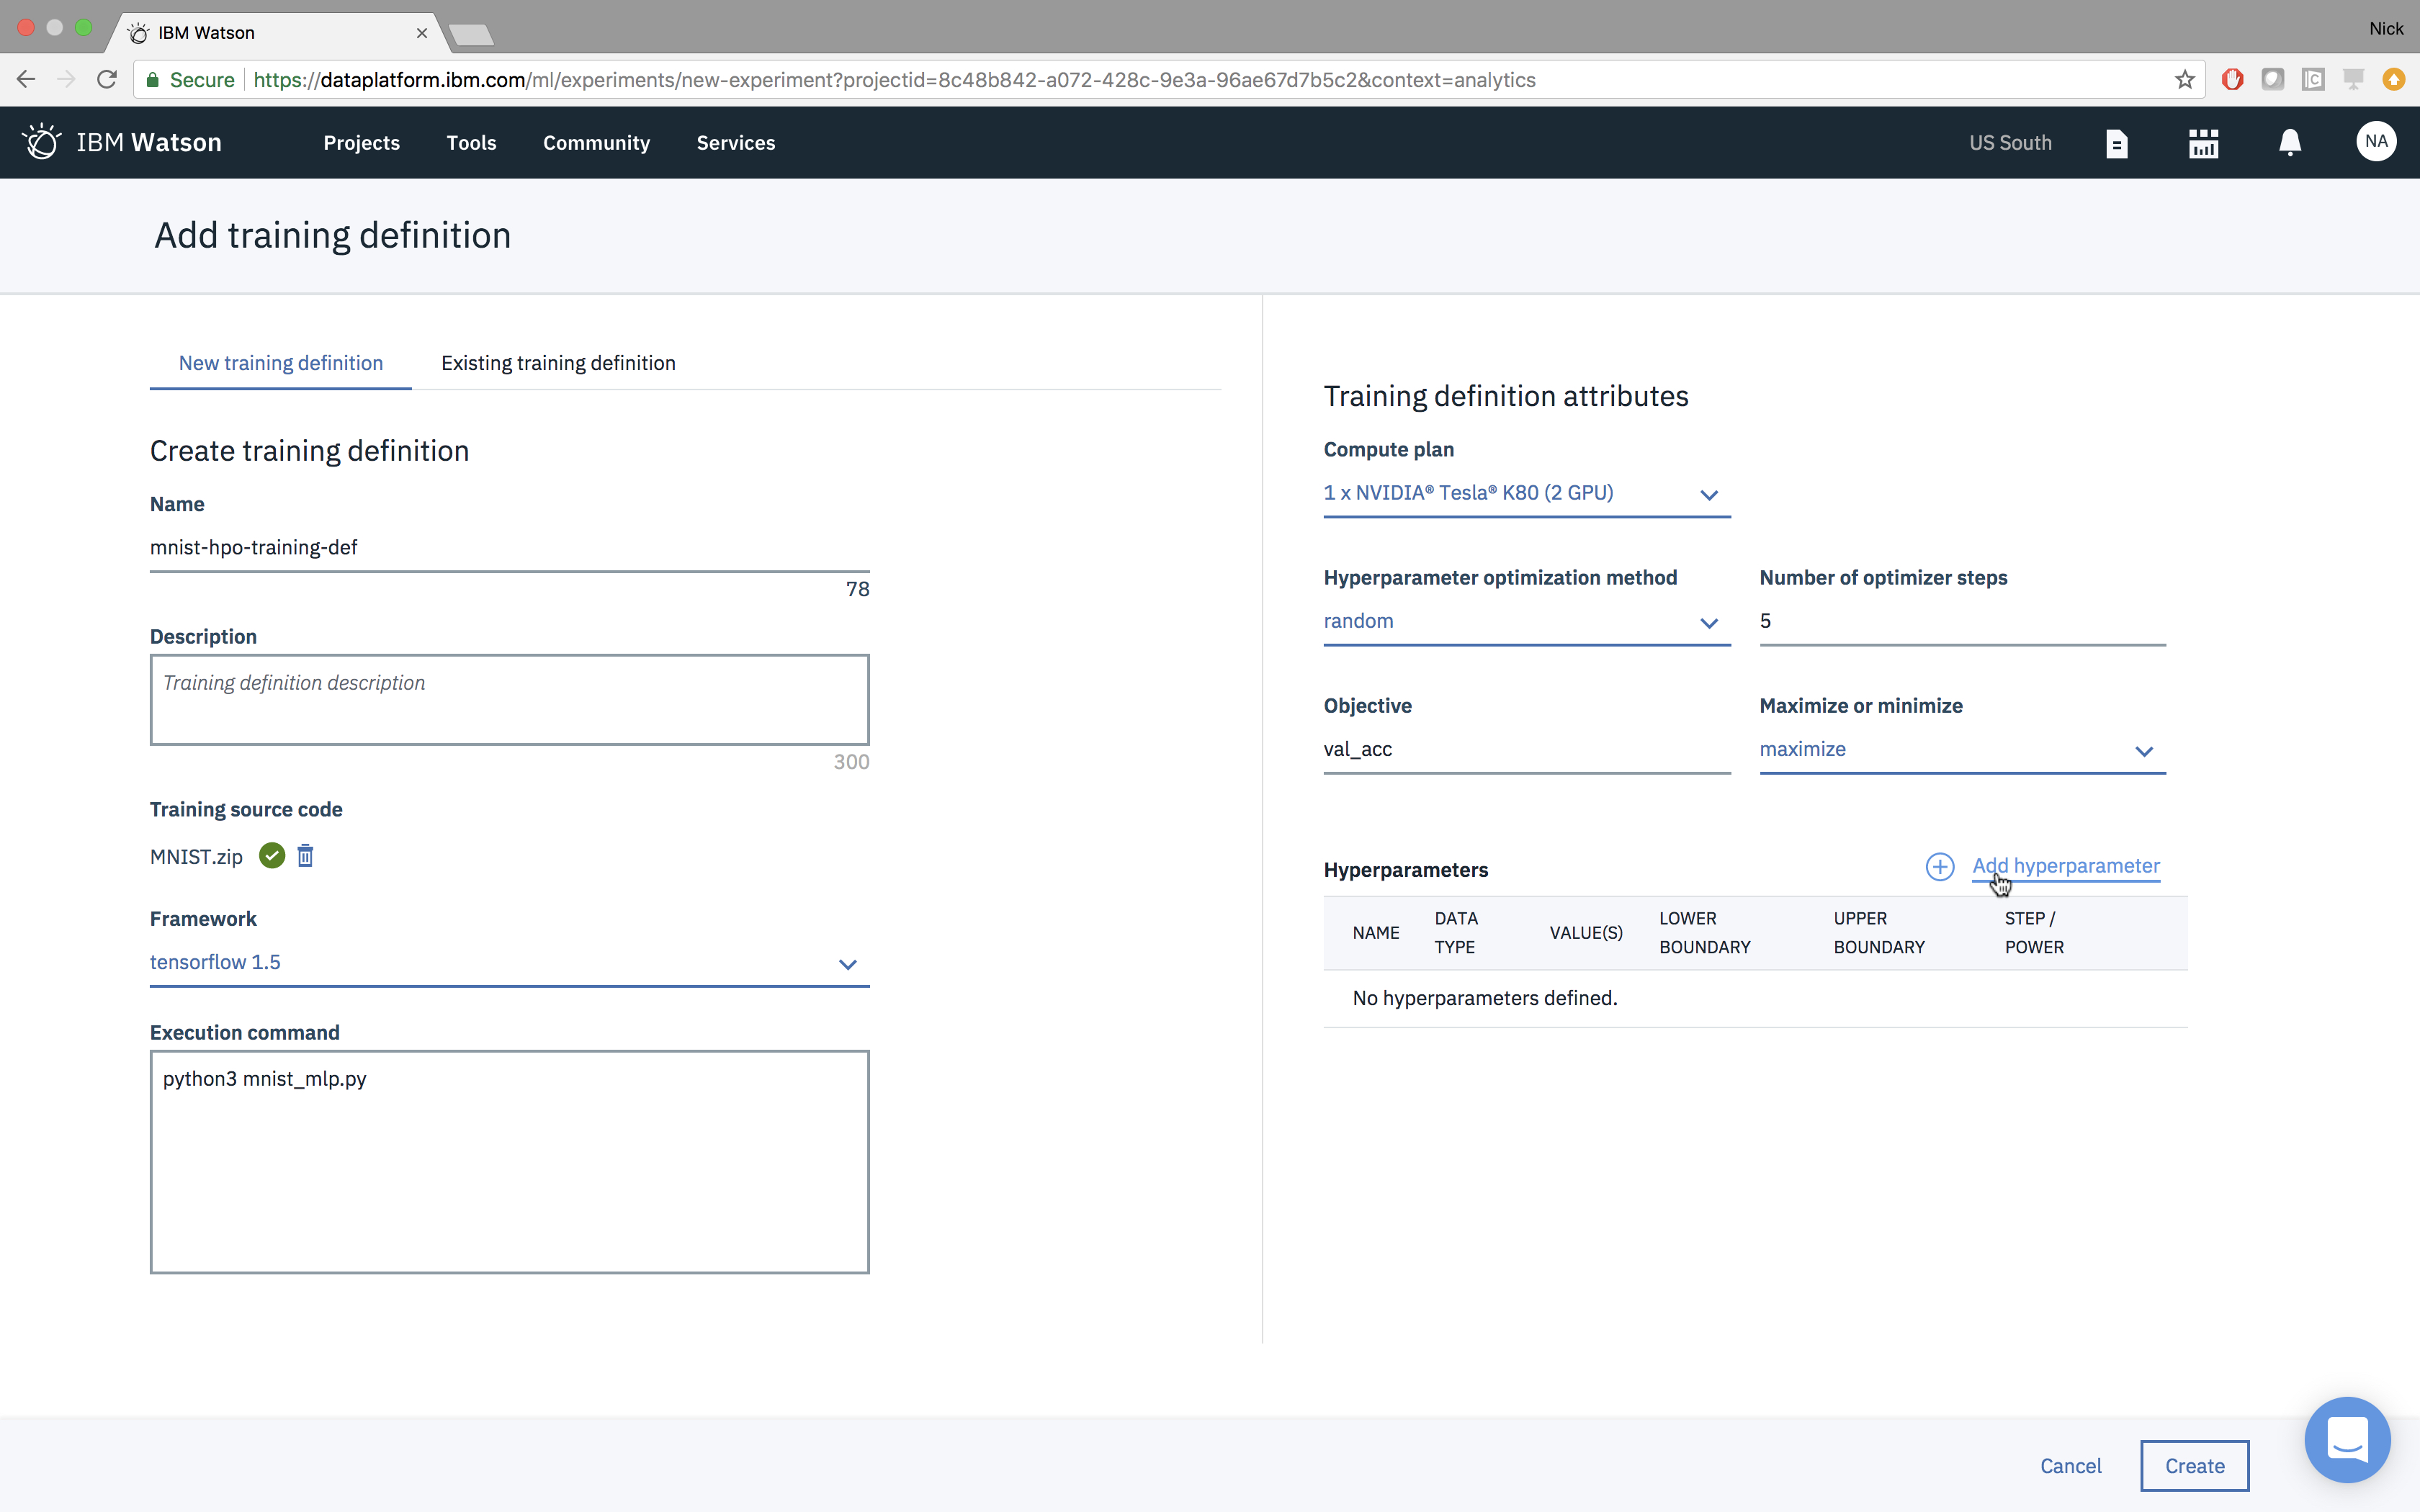 IBM Watson
Nick
Secure
https://dataplatform.ibm.com/ml/experiments/new-experiment?projectid=8c48b842-a072-428c-9e3a-96ae67d7b5c2&context=analytics
IBM Watson
Projects
Tools
Community
Services
US South
NA
Add training definition
New training definition
Existing training definition
Create training definition
Name
mnist-hpo-training-def
78
Description
Training definition description
300
Training source code
MNIST.zip
Framework
tensorflow 1.5
Execution command
python3 mnist_mlp.py
Training definition attributes
Compute plan
1 x NVIDIA® Tesla® K80 (2 GPU)
Hyperparameter optimization method
Number of optimizer steps
random
5
Objective
Maximize or minimize
val_acc
maximize
Hyperparameters
Add hyperparameter
NAME
DATA
TYPE
VALUE(S)
LOWER
BOUNDARY
UPPER
BOUNDARY
STEP /
POWER
No hyperparameters defined.
Cancel
Create